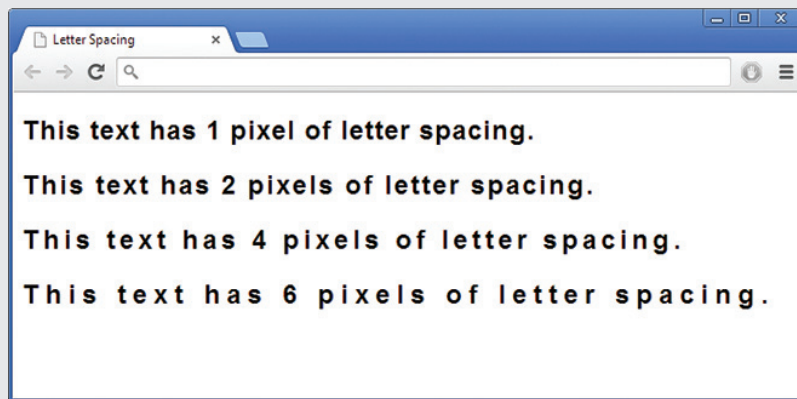 Letter Spacing
This text has 1 pixel of letter spacing.
This text has 2 pixels of letter spacing.
This text has 4 pixels of letter spacing.
This text has 6 pixels of letter spacing.